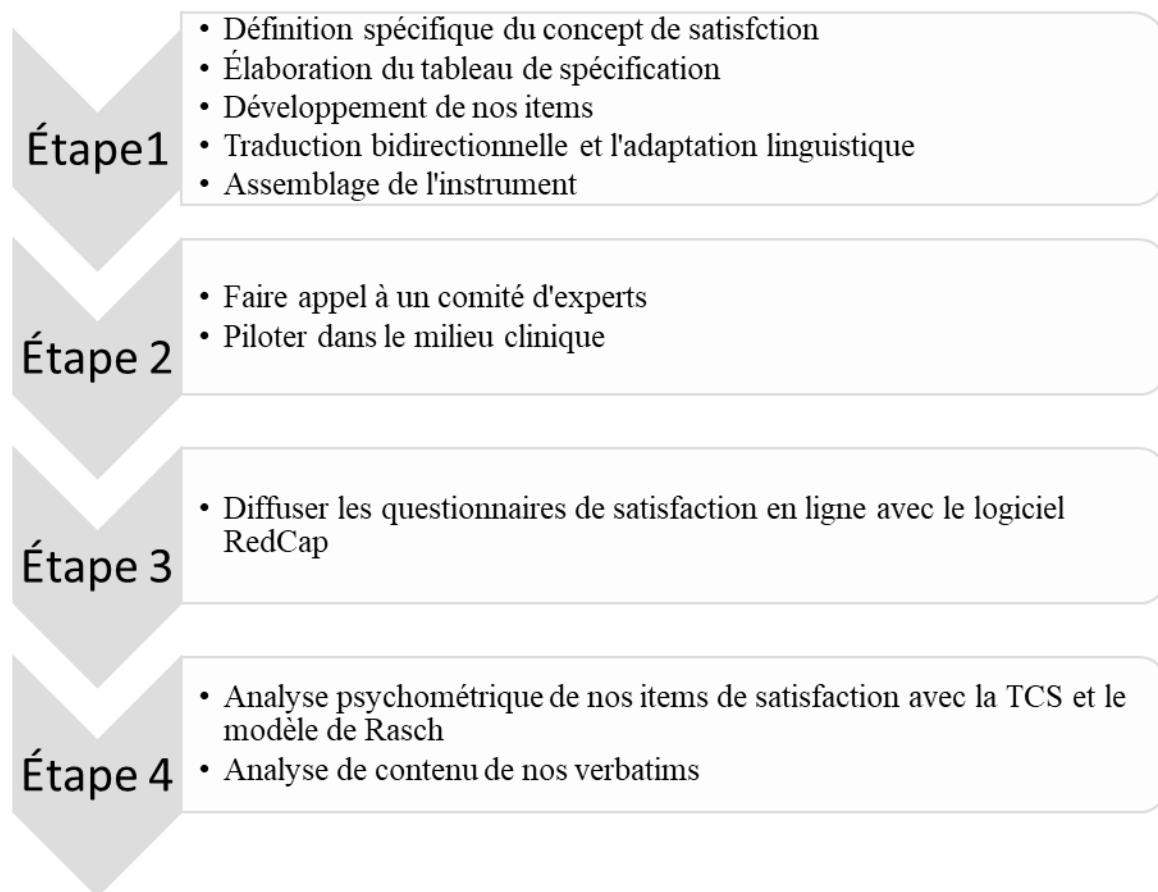 Étape1
• Définition spécifique du concept de satisfction
• Élaboration du tableau de spécification
• Développement de nos items
• Traduction bidirectionnelle et l'adaptation linguistique
• Assemblage de l'instrument
Étape 2
• Faire appel à un comité d'experts
• Piloter dans le milieu clinique
Étape 3
• Diffuser les questionnaires de satisfaction en ligne avec le logiciel
RedCap
Étape 4
• Analyse psychométrique de nos items de satisfaction avec la TCS et le
modèle de Rasch
• Analyse de contenu de nos verbatims